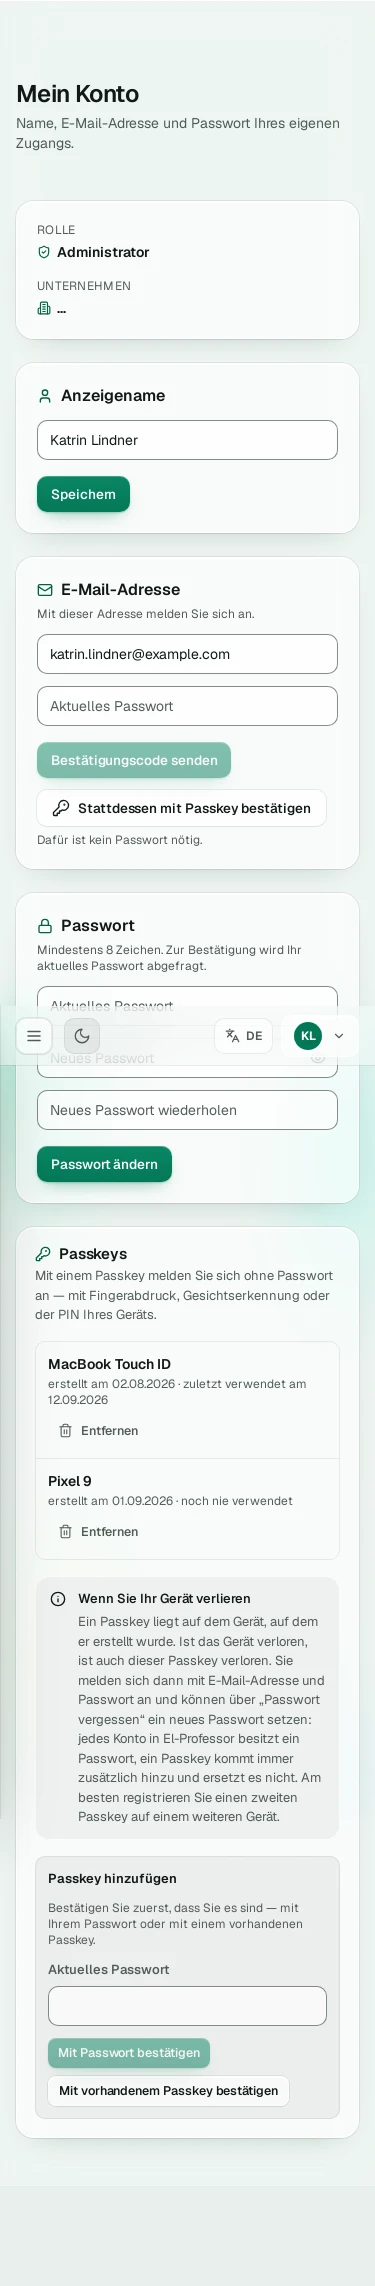 Mein Konto
Name, E-Mail-Adresse und Passwort Ihres eigenen
Zugangs.
ROLLE
Administrator
UNTERNEHMEN
...
Anzeigename
Katrin Lindner
Speichern
E-Mail-Adresse
Mit dieser Adresse melden Sie sich an.
katrin.lindner@example.com
Aktuelles Passwort
Bestätigungscode senden
Stattdessen mit Passkey bestätigen
Dafür ist kein Passwort nötig.
Passwort
Mindestens 8 Zeichen. Zur Bestätigung wird Ihr
aktuelles Passwort abgefragt.
Aktuelles Passwort
DE
KL
Neues Passwort
Neues Passwort wiederholen
Passwort ändern
Passkeys
Mit einem Passkey melden Sie sich ohne Passwort
an — mit Fingerabdruck, Gesichtserkennung oder
der PIN Ihres Geräts.
MacBook Touch ID
erstellt am 02.08.2026 · zuletzt verwendet am
12.09.2026
Entfernen
Pixel 9
erstellt am 01.09.2026 · noch nie verwendet
Entfernen
Wenn Sie Ihr Gerät verlieren
Ein Passkey liegt auf dem Gerät, auf dem
er erstellt wurde. Ist das Gerät verloren,
ist auch dieser Passkey verloren. Sie
melden sich dann mit E-Mail-Adresse und
Passwort an und können über „Passwort
vergessen“ ein neues Passwort setzen:
jedes Konto in El-Professor besitzt ein
Passwort, ein Passkey kommt immer
zusätzlich hinzu und ersetzt es nicht. Am
besten registrieren Sie einen zweiten
Passkey auf einem weiteren Gerät.
Passkey hinzufügen
Bestätigen Sie zuerst, dass Sie es sind — mit
Ihrem Passwort oder mit einem vorhandenen
Passkey.
Aktuelles Passwort
Mit Passwort bestätigen
Mit vorhandenem Passkey bestätigen